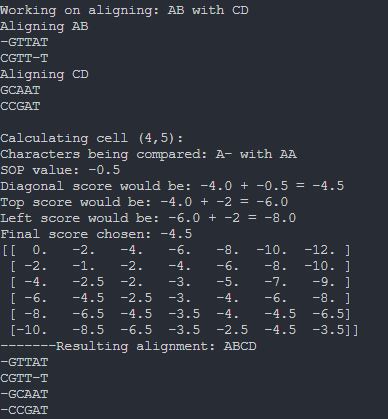 Working on aligning: AB with CD
Aligning AB
-GTTAT
CGTT-T
Aligning CD
GCAAT
CCGAT
Calculating cell (4,5):
Characters being compared: A- with AA
SOP value: -0.5
Diagonal score would be: -4.0 + -0.5 = -4.5
Top score would be: -4.0 + -2 = -6.0
Left score would be: -6.0 + -2 = -8.0
Final score chosen: -4.5
[[  0.   -2.   -4.   -6.   -8.  -10.  -12. ]
 [ -2.   -1.   -2.   -4.   -6.   -8.  -10. ]
 [ -4.   -2.5  -2.   -3.   -5.   -7.   -9. ]
 [ -6.   -4.5  -2.5  -3.   -4.   -6.   -8. ]
 [ -8.   -6.5  -4.5  -3.5  -4.   -4.5  -6.5]
 [-10.   -8.5  -6.5  -3.5  -2.5  -4.5  -3.5]]
-------Resulting alignment: ABCD
-GTTAT
CGTT-T
-GCAAT
-CCGAT